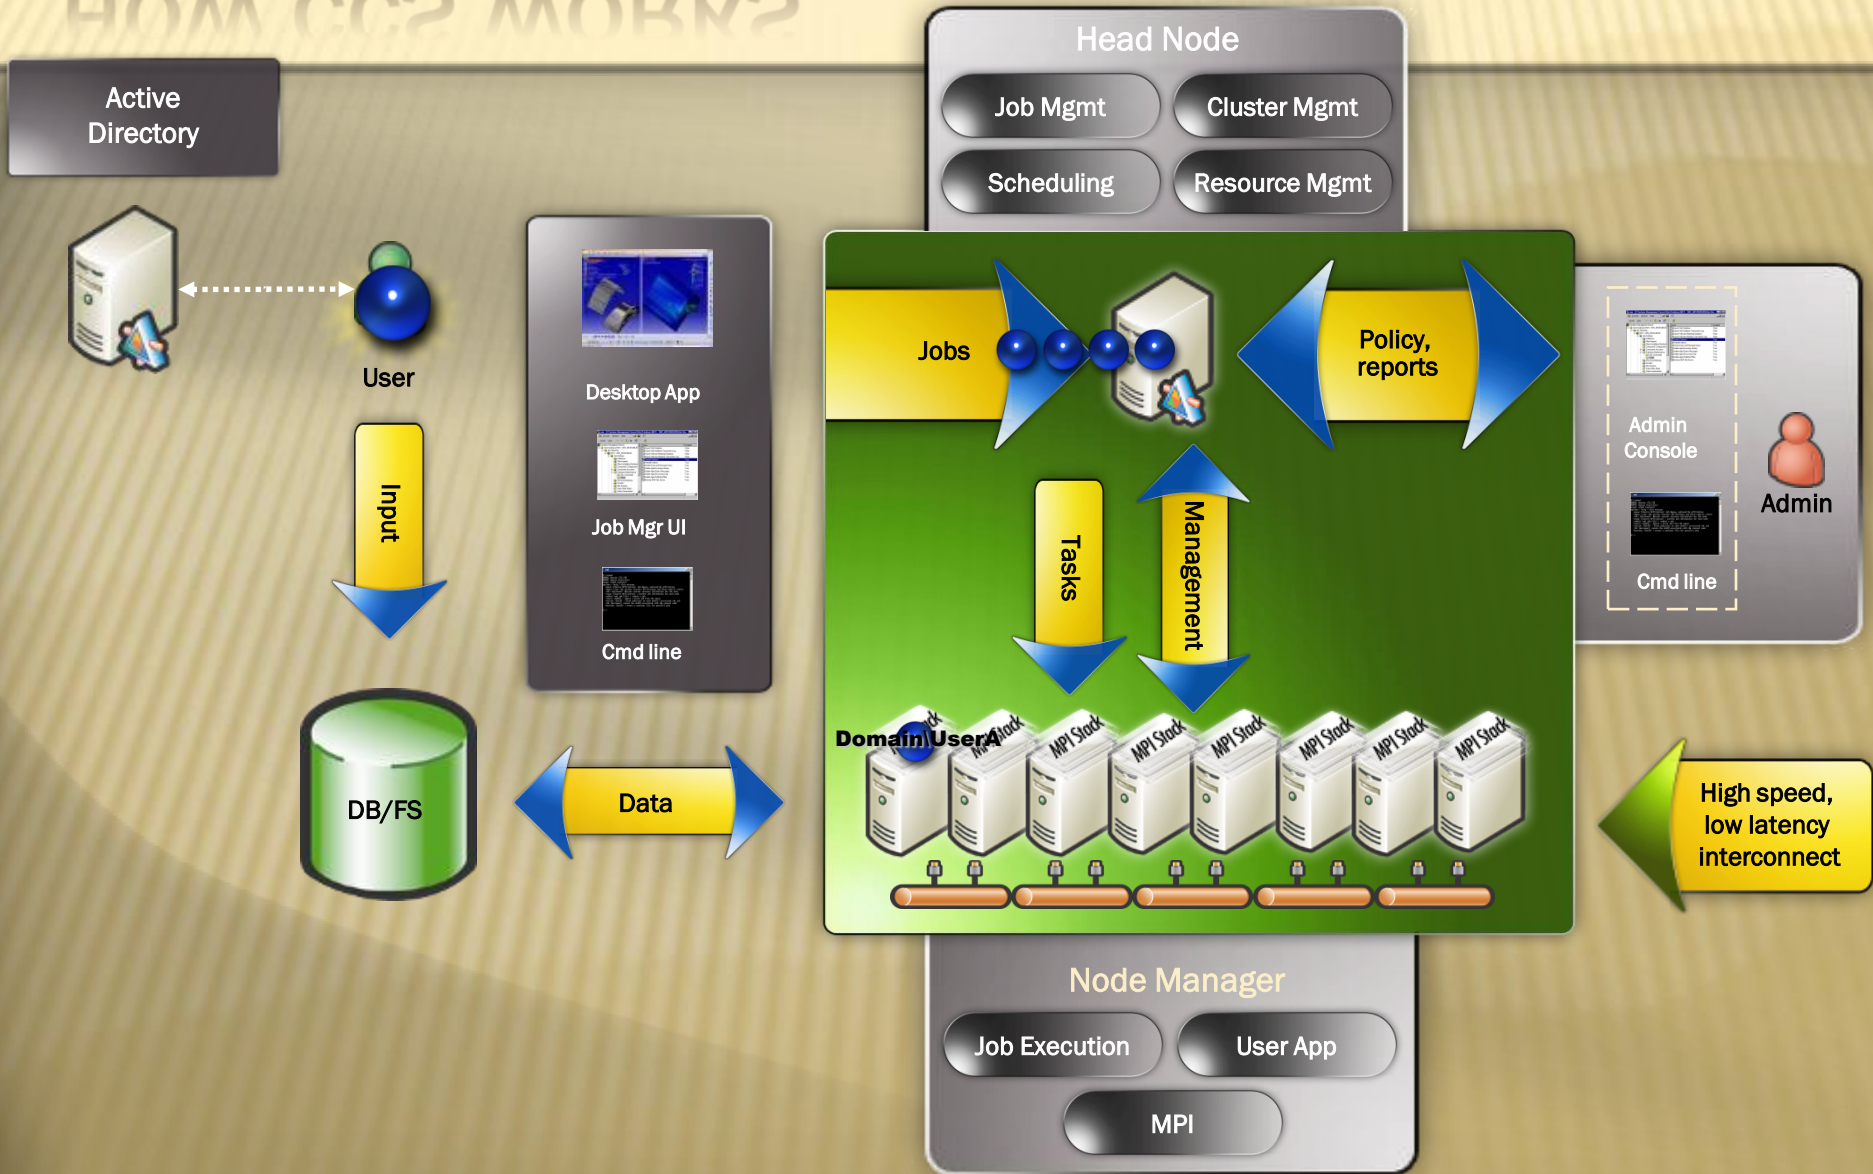 HOW CCS WORKS
Head Node
Job Mgmt
Cluster Mgmt
Scheduling
Resource Mgmt
Active
Directory
User
Input
DB/FS
Data
Desktop App
Job Mgr UI
Cmd line
Jobs
Policy,
reports
Tasks
Management
Admin
Console
Cmd line
Admin
Domain\UserA
MPI Stack
MPI Stack
MPI Stack
MPI Stack
MPI Stack
MPI Stack
MPI Stack
High speed,
low latency
interconnect
Node Manager
Job Execution
User App
MPI